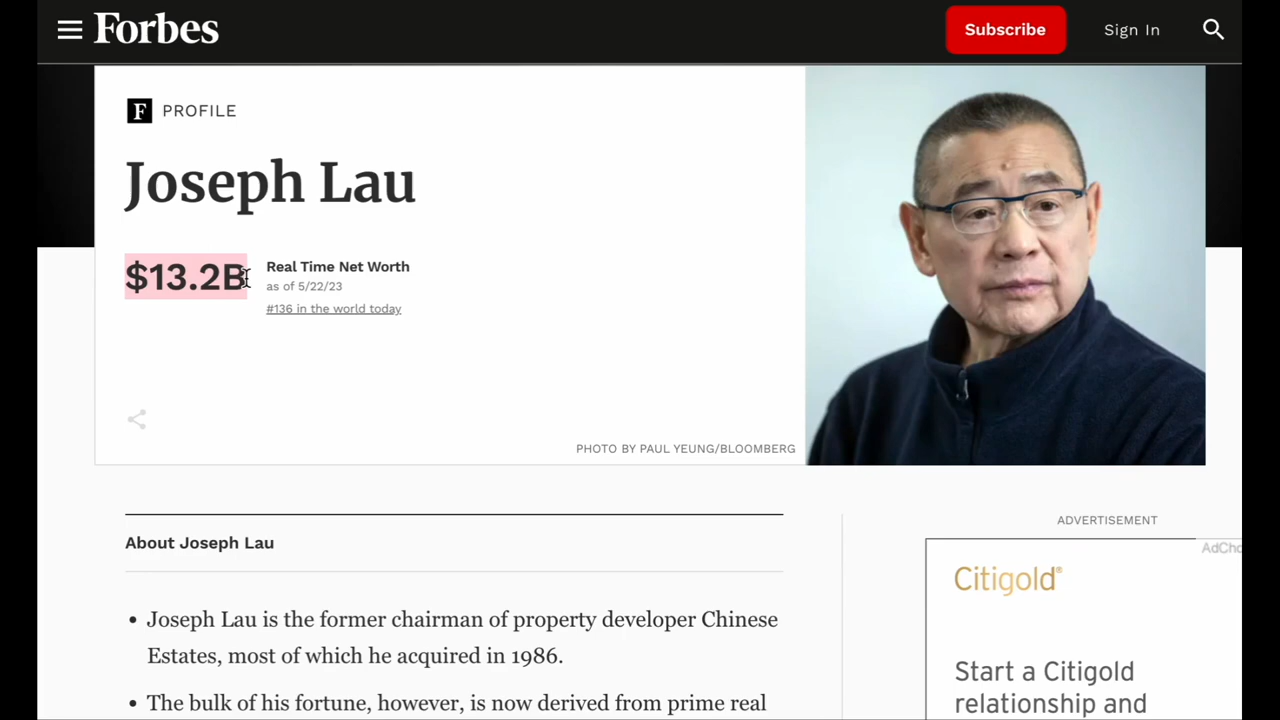 Forbes
Subscribe
Sign In
F PROFILE
Joseph Lau
$13.2B
Real Time Net Worth
as of 5/22/23
#136 in the world today
PHOTO BY PAUL YEUNG/BLOOMBERG
About Joseph Lau
• Joseph Lau is the former chairman of property developer Chinese
Estates, most of which he acquired in 1986.
• The bulk of his fortune, however, is now derived from prime real
ADVERTISEMENT
AdCho
Citigold®
Start a Citigold
relationship and